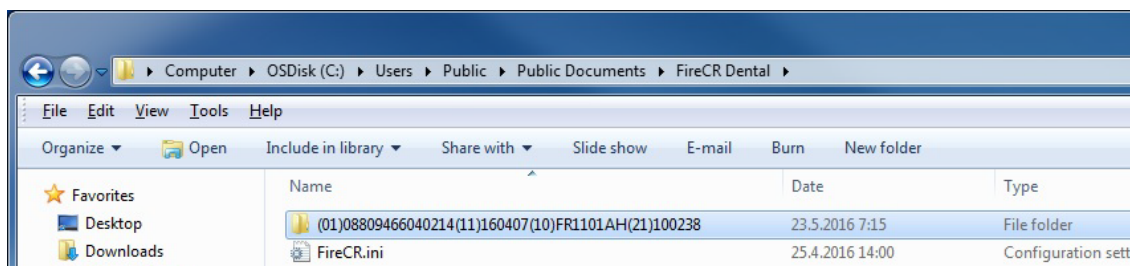 Computer OSDisk (C:) Users Public Public Documents FireCR Dental
File Edit View Tools Help
Organize Open Include in library Share with Slide show E-mail Burn New folder
Favorites Name Date Type
Desktop (01)08809466040214(11)160407(10)FR1101AH(21)100238 23.5.2016 7:15 File folder
Downloads FireCR.ini 25.4.2016 14:00 Configuration sett